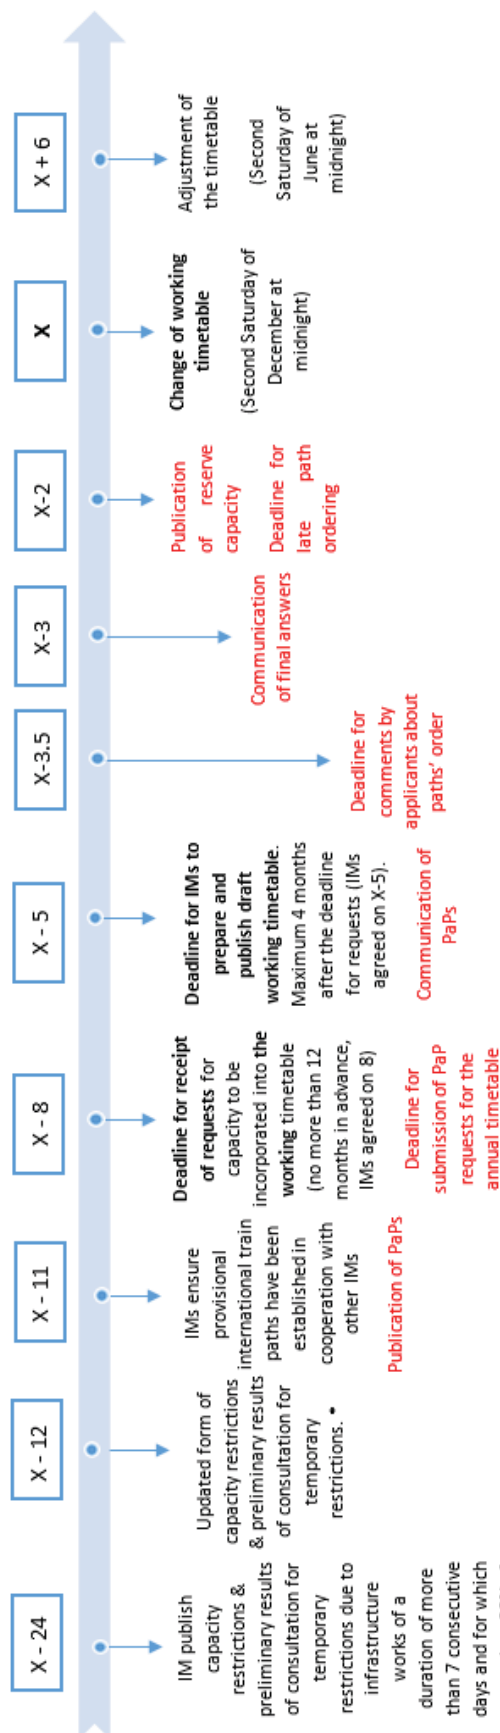 X - 24
IM publish
capacity
restrictions &
preliminary results
of consultation for
temporary
restrictions due to
infrastructure
works of a
duration of more
than 7 consecutive
days and for which
X - 12
Updated form of
capacity restrictions
& preliminary results
of consultation for
temporary
restrictions. •
X - 11
IMs ensure
provisional
international train
paths have been
established in
cooperation with
other IMs
Publication of PaPs
X - 8
Deadline for receipt
of requests for
capacity to be
incorporated into the
working timetable
(no more than 12
months in advance,
IMs agreed on 8)
Deadline for
submission of PaP
requests for the
annual timetable
X - 5
Deadline for IMs to
prepare and
publish draft
working timetable.
Maximum 4 months
after the deadline
for requests (IMs
agreed on X-5).
Communication of
PaPs
X-3.5
Deadline for
comments by
applicants about
paths' order
X-3
Communication
of final answers
X-2
Publication
of reserve
capacity
Deadline for
late path
ordering
X
Change of working
timetable
(Second Saturday of
December at
midnight)
X + 6
Adjustment of
the timetable
(Second
Saturday of
June at
midnight)